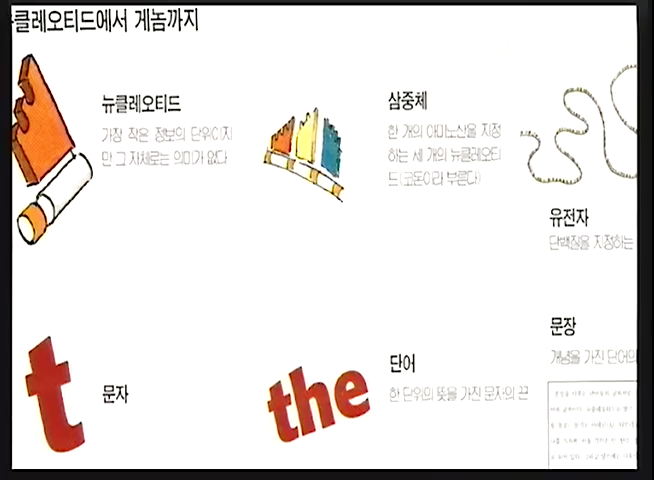 클레오티드에서 게놈까지
뉴클레오티드
가장 작은 정보의 단위이지
만 그 자체로는 의미가 없다
삼중체
한 개의 아미노산을 지정
하는 세 개의 뉴클레오티
드(코돈이라 부른다)
유전자
단백질을 지정하는
t
문자
the
단어
한 단위의 뜻을 가진 문자의 끈
문장
개념을 가진 단어의